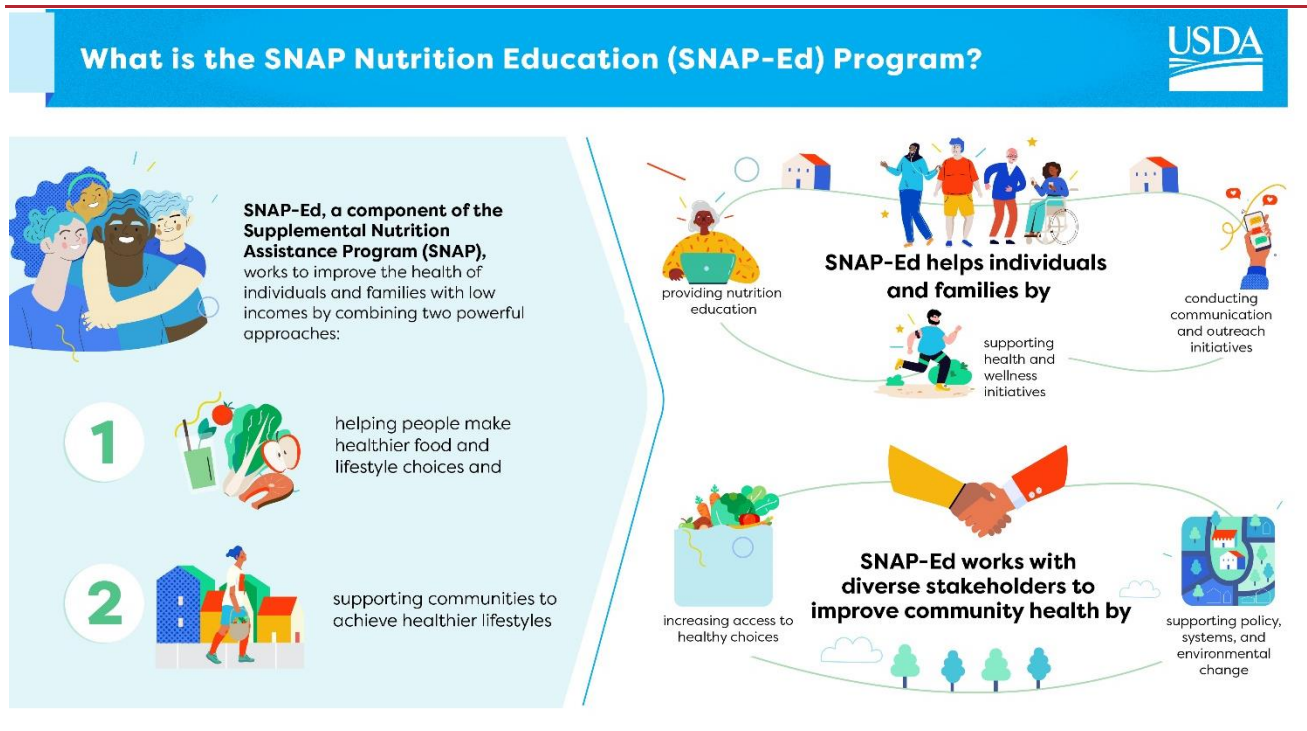 What is the SNAP Nutrition Education (SNAP-Ed) Program?
USDA
SNAP-Ed, a component of the
Supplemental Nutrition
Assistance Program (SNAP),
works to improve the health of
individuals and families with low
incomes by combining two powerful
approaches:
1
helping people make
healthier food and
lifestyle choices and
2
supporting communities to
achieve healthier lifestyles
SNAP-Ed helps individuals
and families by
providing nutrition
education
supporting
health and
wellness
initiatives
conducting
communication
and outreach
initiatives
SNAP-Ed works with
diverse stakeholders to
improve community health by
increasing access to
healthy choices
supporting policy,
systems, and
environmental
change